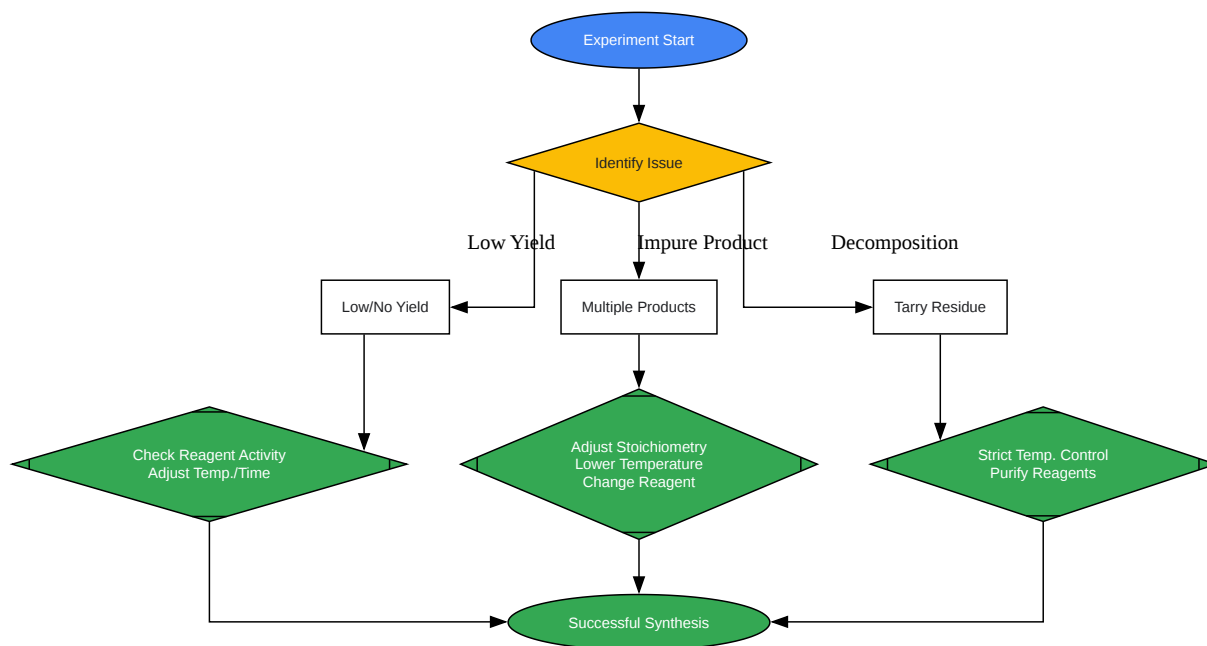 Experiment Start
Identify Issue
Low Yield
Impure Product
Decomposition
Low/No Yield
Multiple Products
Tarry Residue
Check Reagent Activity
Adjust Temp./Time
Adjust Stoichiometry
Lower Temperature
Change Reagent
Strict Temp. Control
Purify Reagents
Successful Synthesis